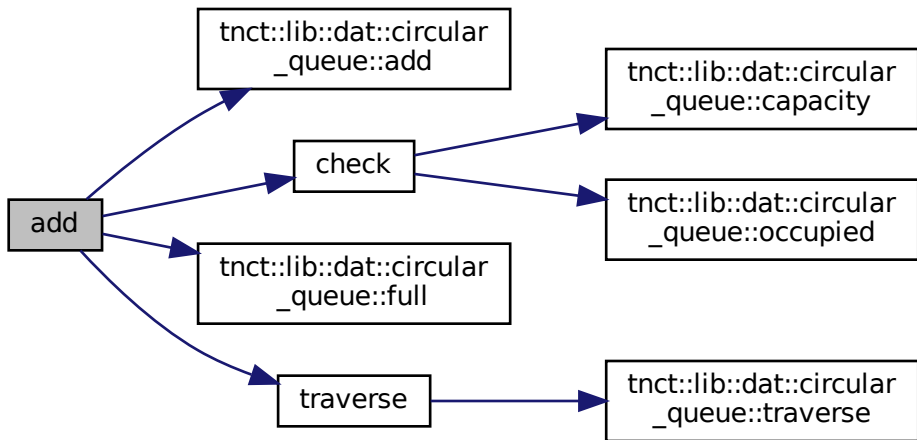 add
tnct::lib::dat::circular
_queue::add
check
tnct::lib::dat::circular
_queue::full
traverse
tnct::lib::dat::circular
_queue::capacity
tnct::lib::dat::circular
_queue::occupied
tnct::lib::dat::circular
_queue::traverse